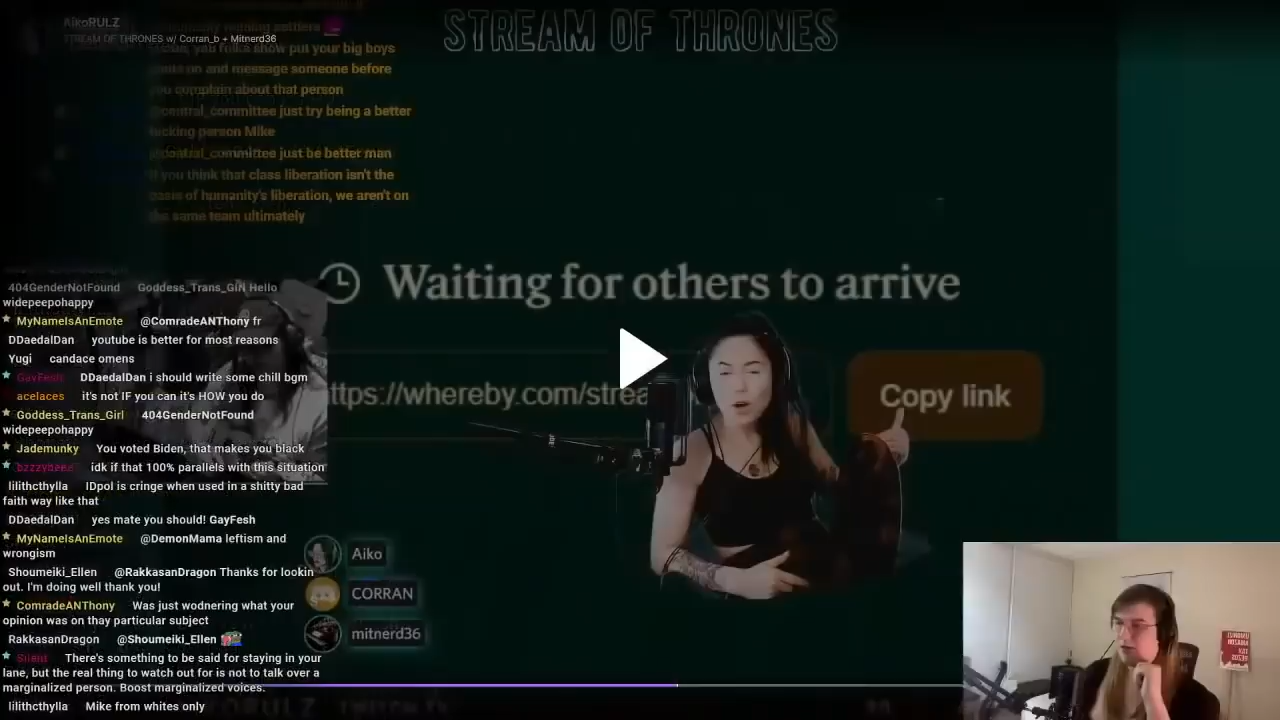 STREAM OF THRONES
AikoRULZ
STREAM OF THRONES w/ Corran_b + Mitnerd36
settlers
you folks show put your big boys
on and message someone before
you complain about that person
@central_committee just try being a better
fucking person Mike
@central_committee just be better man
If you think that class liberation isn't the
basis of humanity's liberation, we aren't on
the same team ultimately
Waiting for others to arrive
ttps://whereby.com/strea
Copy link
404GenderNotFound Goddess_Trans_Girl Hello
widepeepohappy
MyNameIsAnEmote @ComradeANThony fr
DDaedalDan youtube is better for most reasons
Yugi candace omens
GayFesh DDaedalDan i should write some chill bgm
acelaces it's not IF you can it's HOW you do
Goddess_Trans_Girl 404GenderNotFound
widepeepohappy
Jademunky You voted Biden, that makes you black
bzzzybeez idk if that 100% parallels with this situation
lilithcthylla IDpol is cringe when used in a shitty bad
faith way like that
DDaedalDan yes mate you should! GayFesh
MyNameIsAnEmote @DemonMama leftism and
wrongism
Shoumeiki_Ellen @RakkasanDragon Thanks for lookin
out. I'm doing well thank you!
ComradeANThony Was just wodnering what your
opinion was on thay particular subject
RakkasanDragon @Shoumeiki_Ellen
Silent There's something to be said for staying in your
lane, but the real thing to watch out for is not to talk over a
marginalized person. Boost marginalized voices.
lilithcthylla Mike from whites only
Aiko
CORRAN
mitnerd36